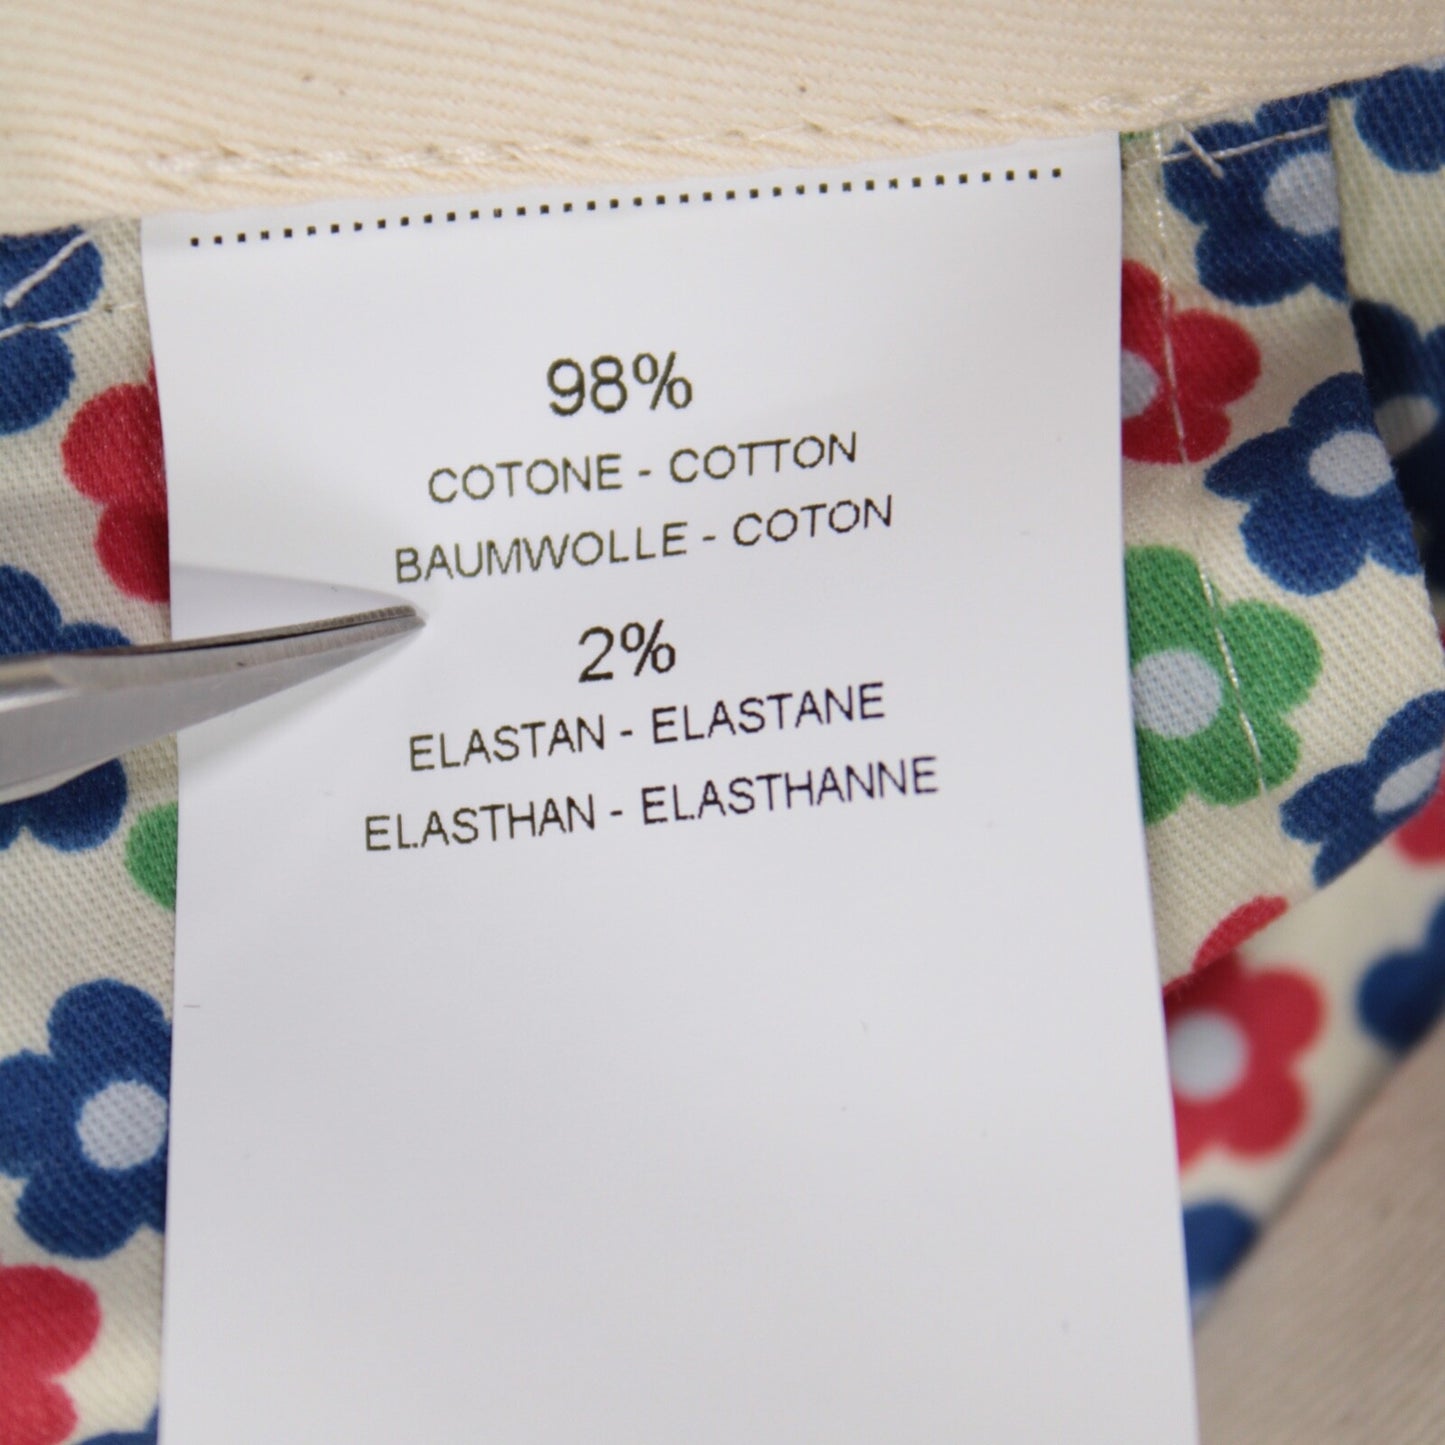 98%
COTONE - COTTON
BAUMWOLLE - COTON
2%
ELASTAN - ELASTANE
ELASTHAN - ELASTHANNE